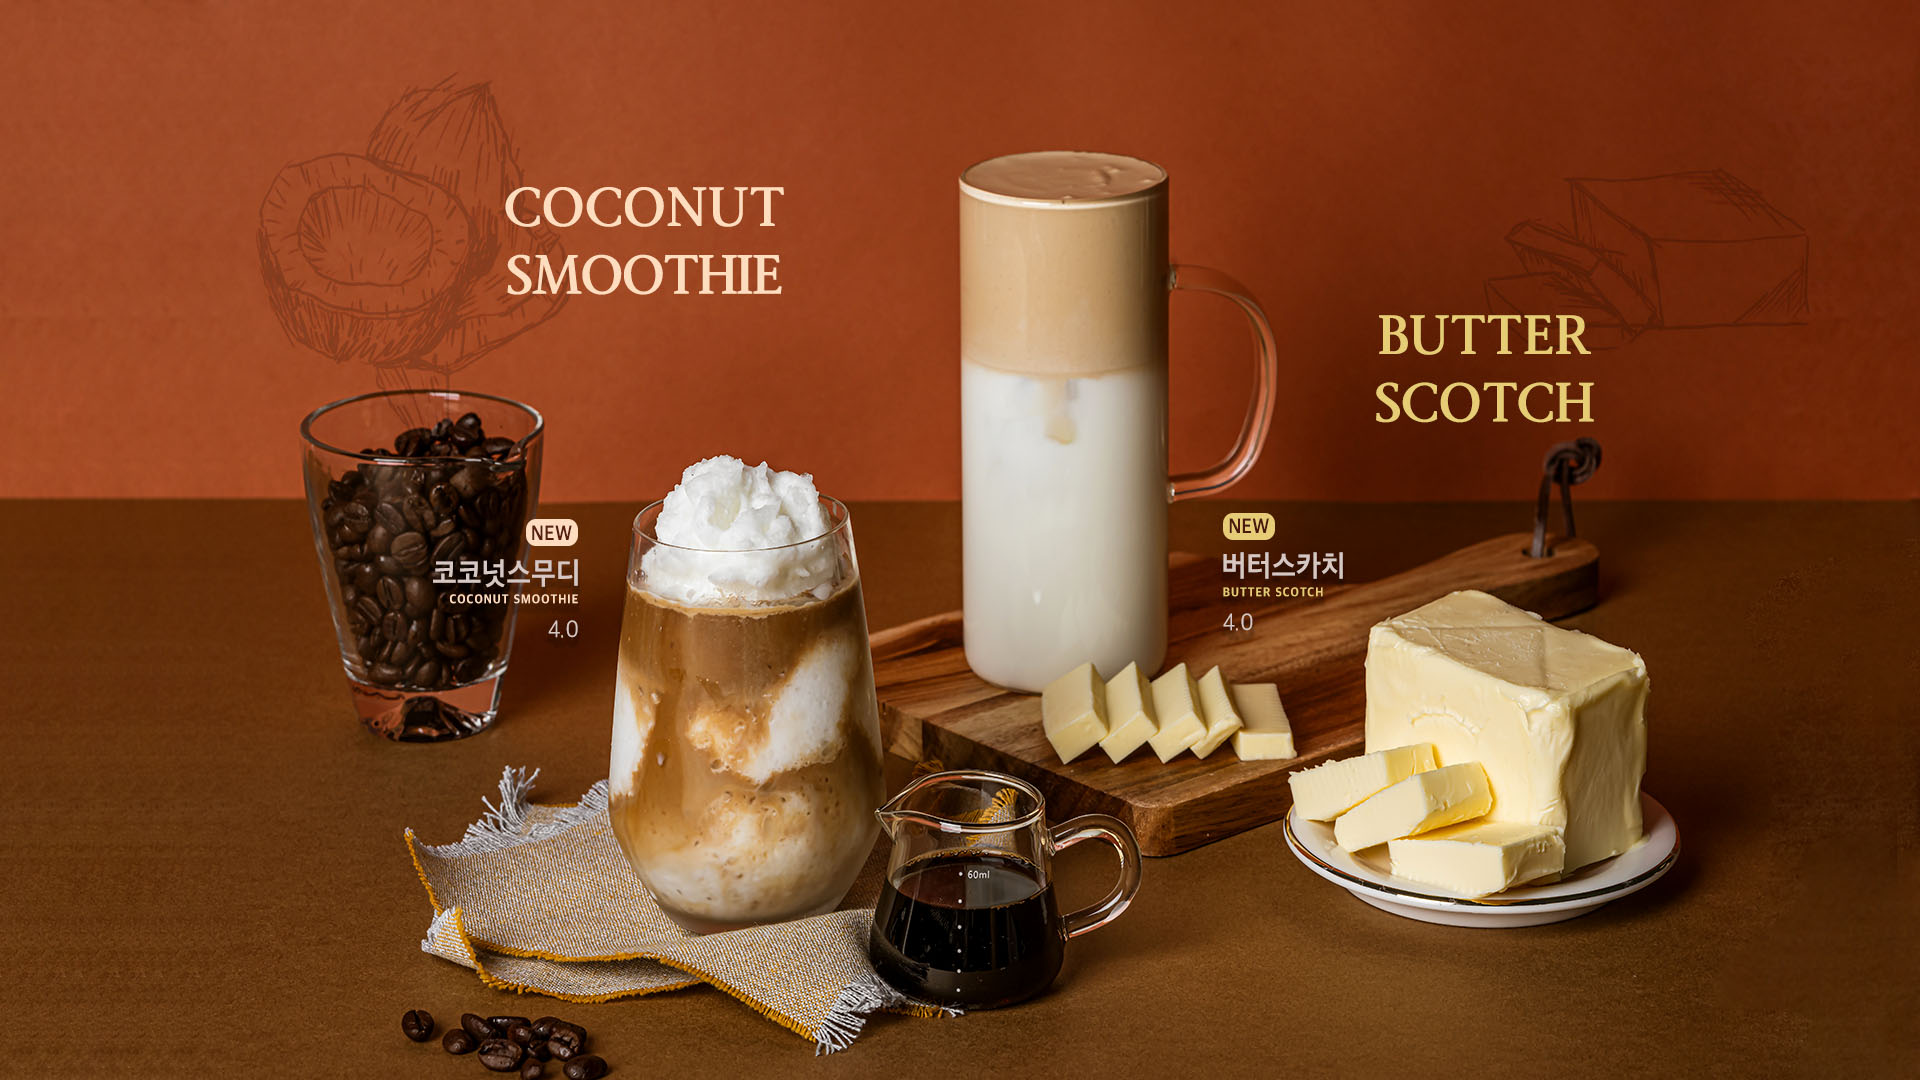 COCONUT
SMOOTHIE
BUTTER
SCOTCH
NEW
코코넛스무디
COCONUT SMOOTHIE
4.0
NEW
버터스카치
BUTTER SCOTCH
4.0
60ml